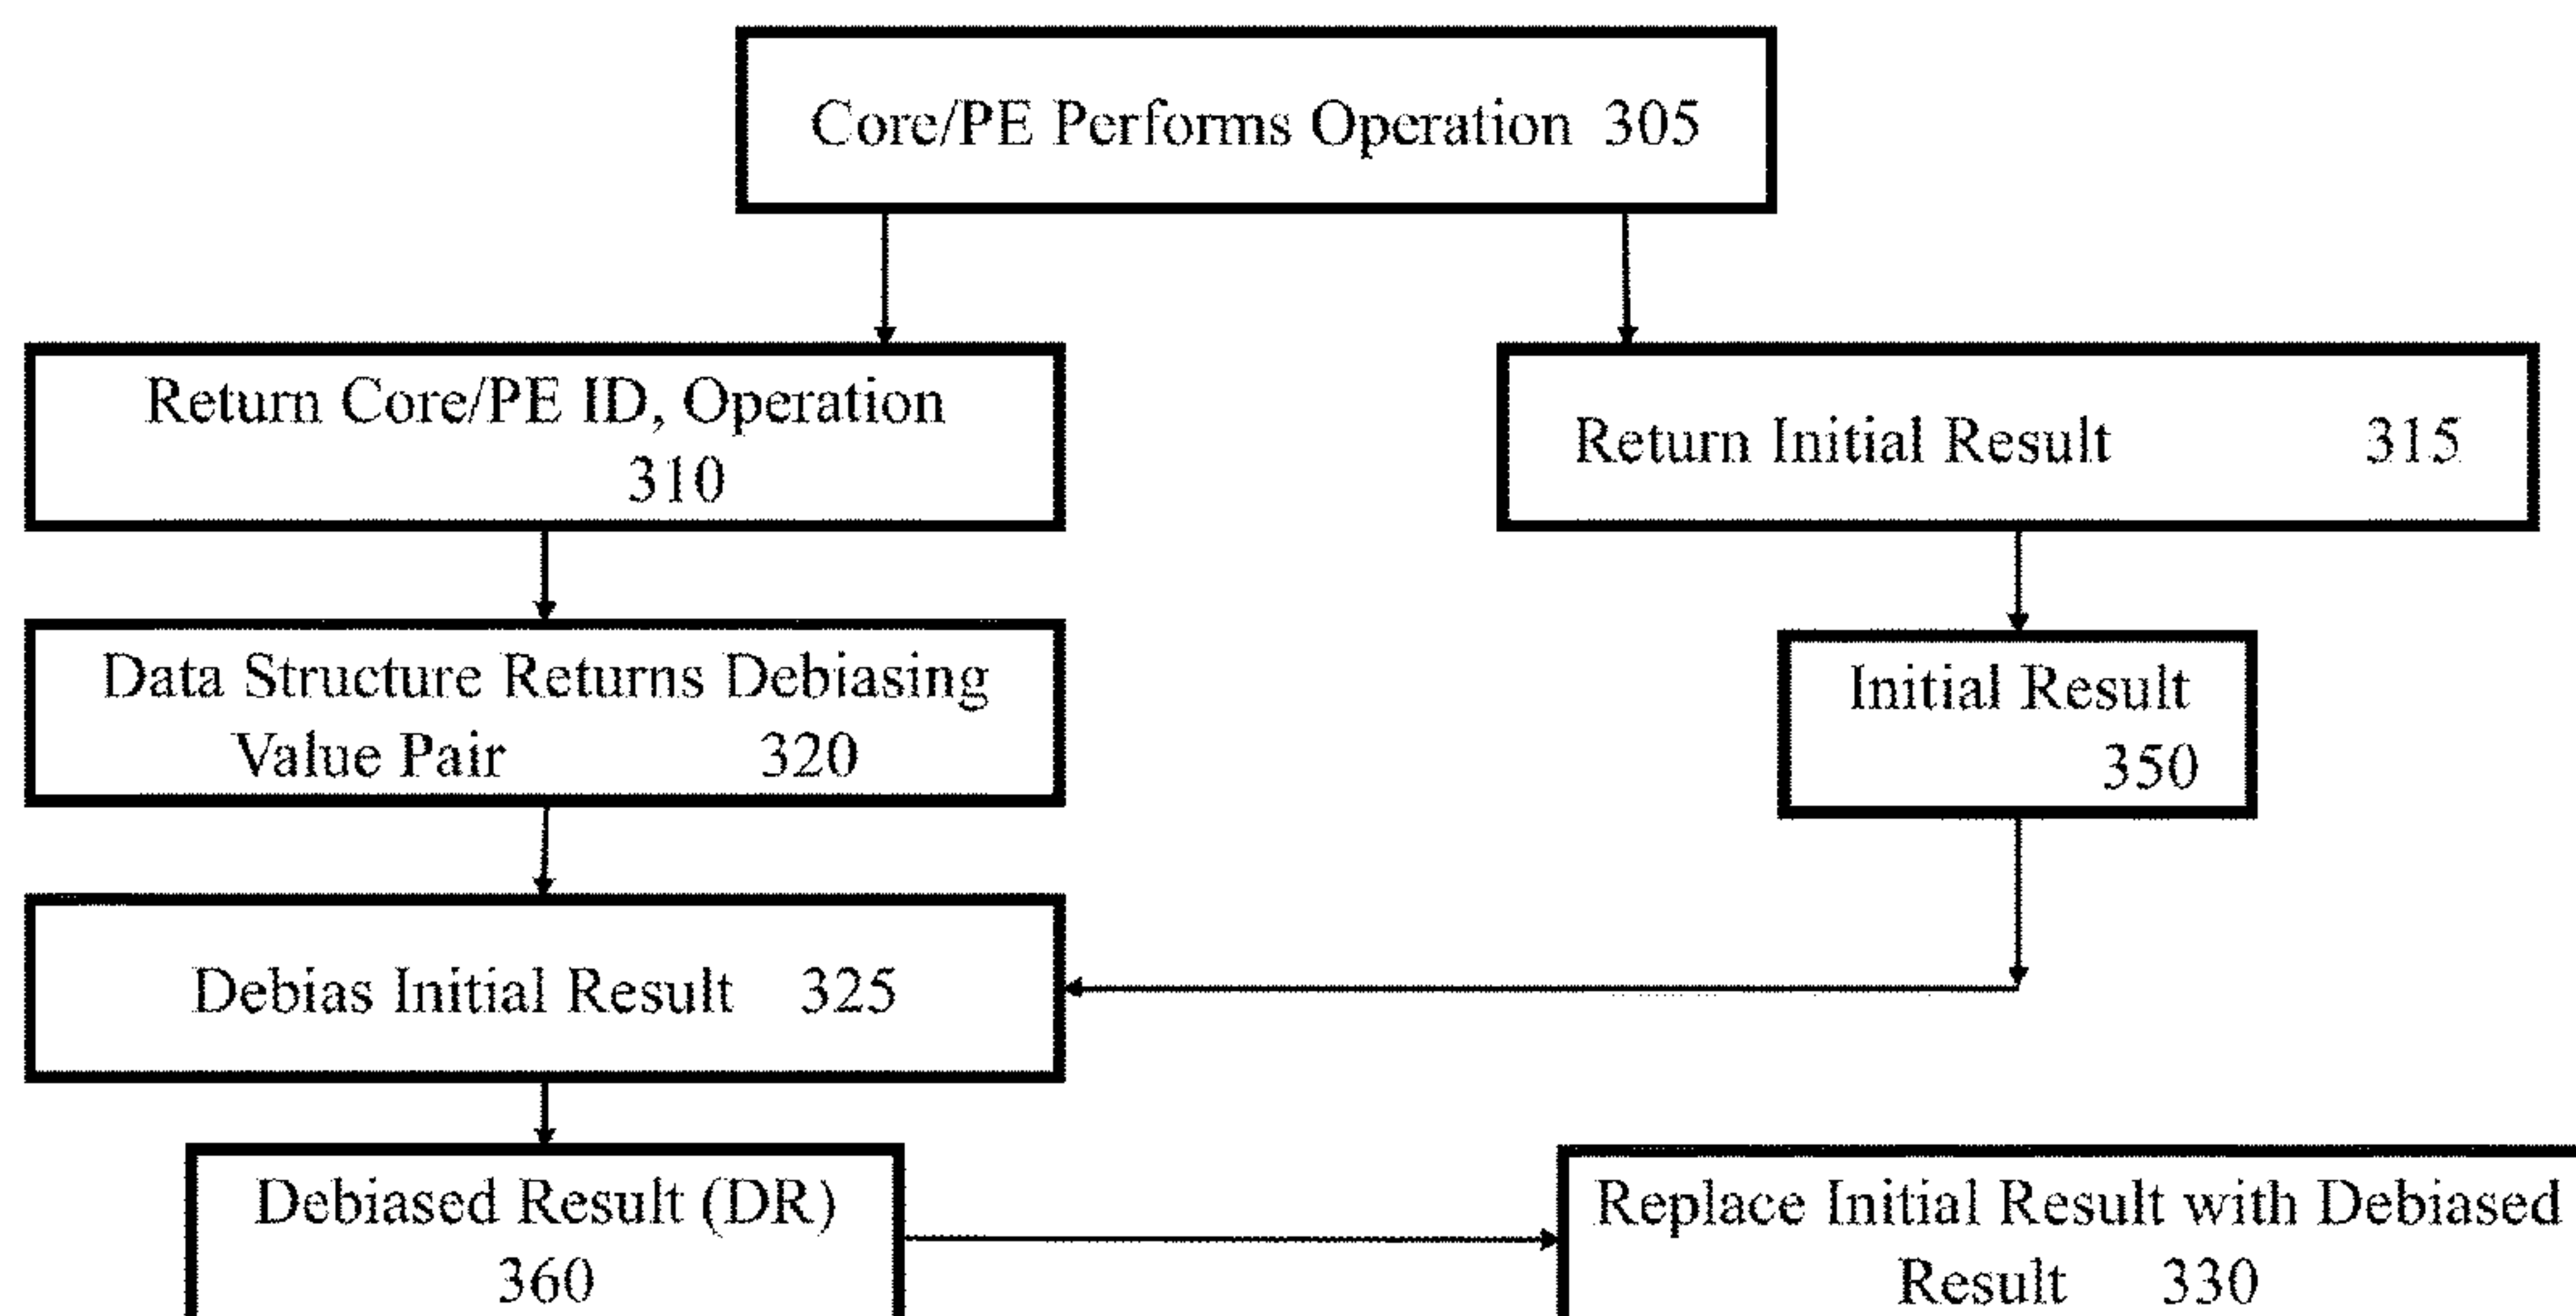 Core/PE Performs Operation 305
Return Core/PE ID, Operation
310
Return Initial Result 315
Data Structure Returns Debiasing
Value Pair 320
Initial Result
350
Debias Initial Result 325
Debiased Result (DR)
360
Replace Initial Result with Debiased
Result 330